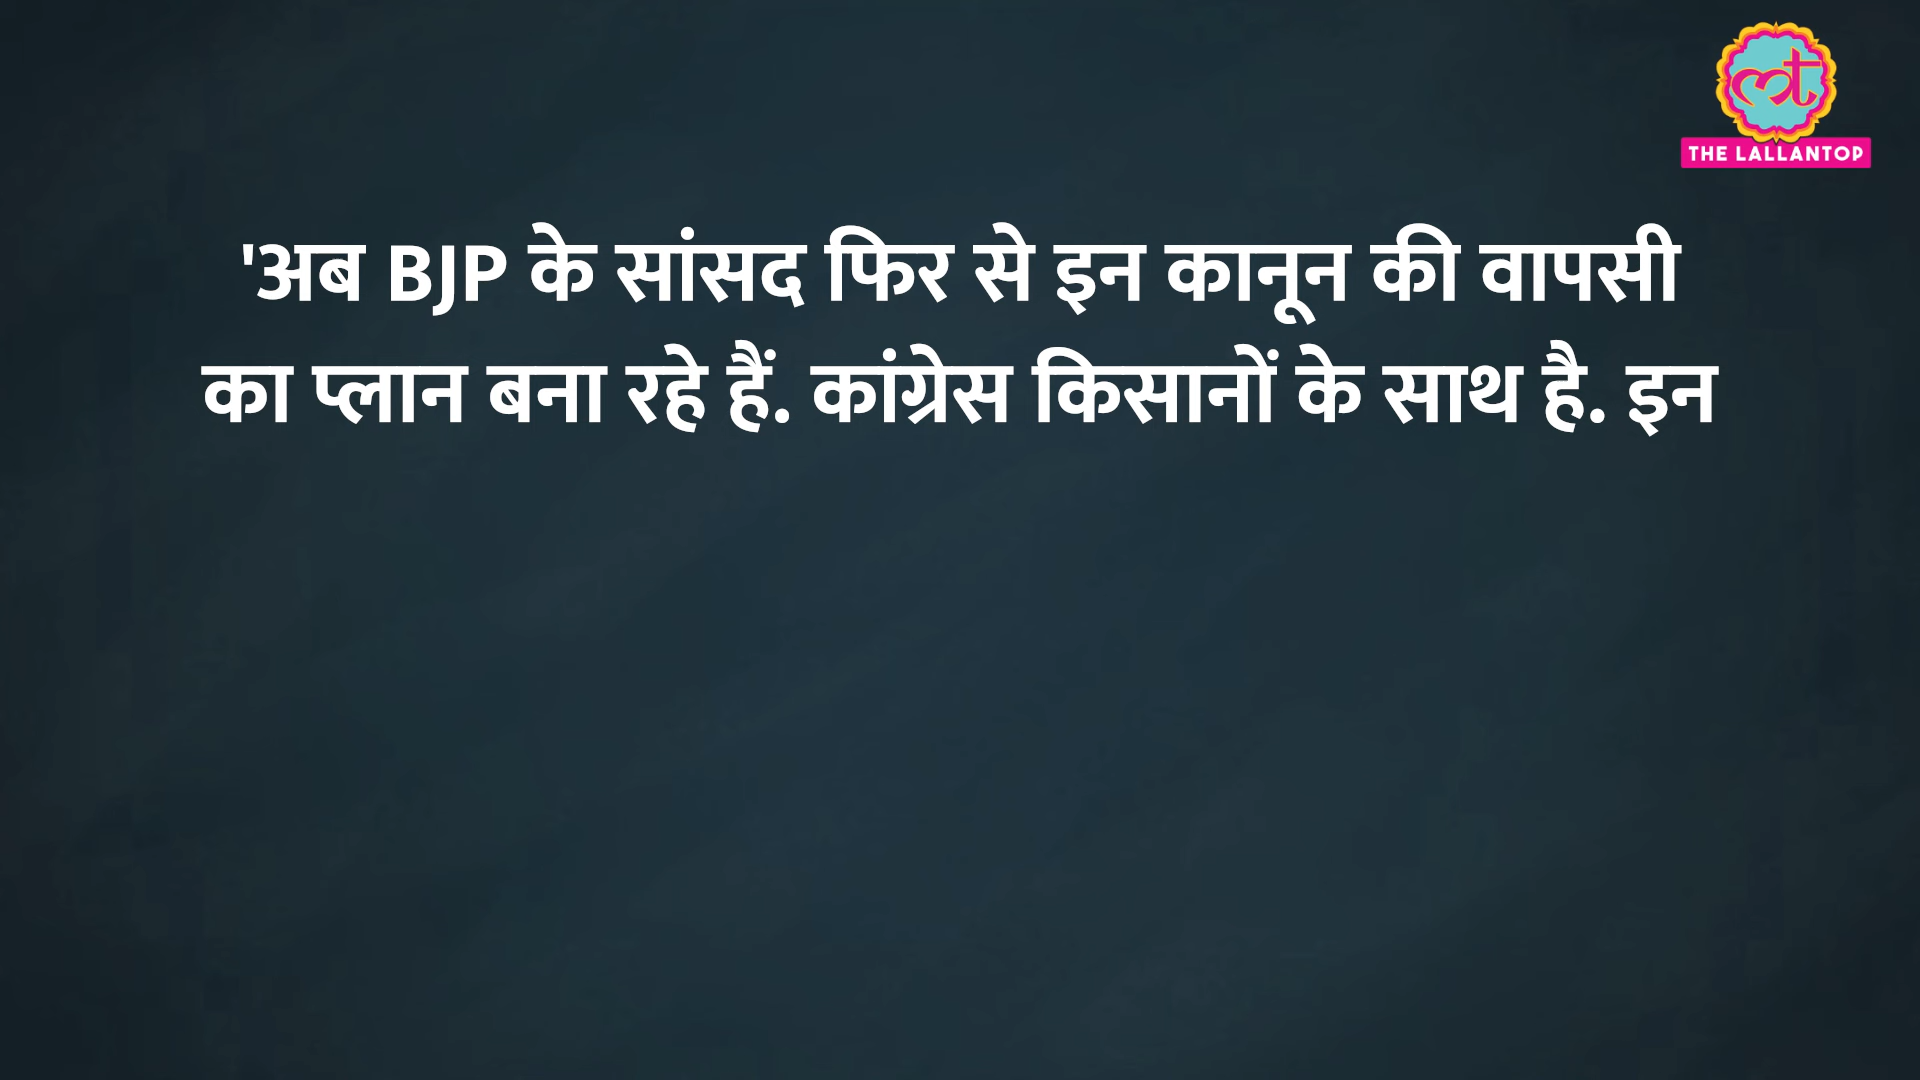 THE LALLANTOP
'अब BJP के सांसद फिर से इन कानून की वापसी
का प्लान बना रहे हैं. कांग्रेस किसानों के साथ है. इन